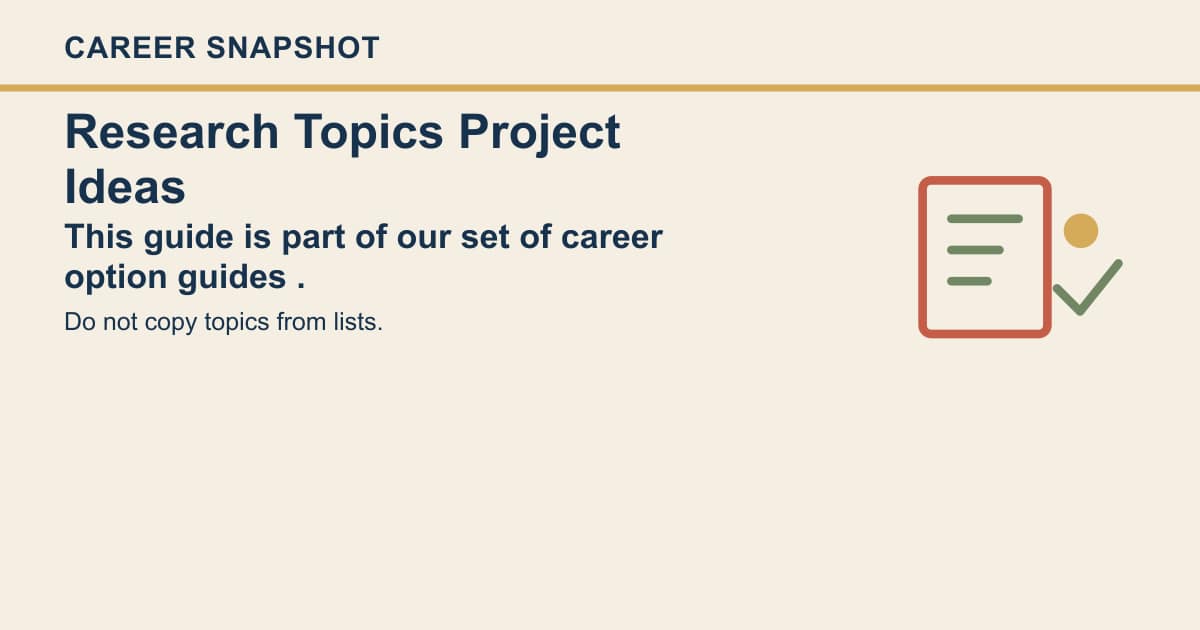 CAREER SNAPSHOT
Research Topics Project
Ideas
This guide is part of our set of career
option guides .
Do not copy topics from lists.